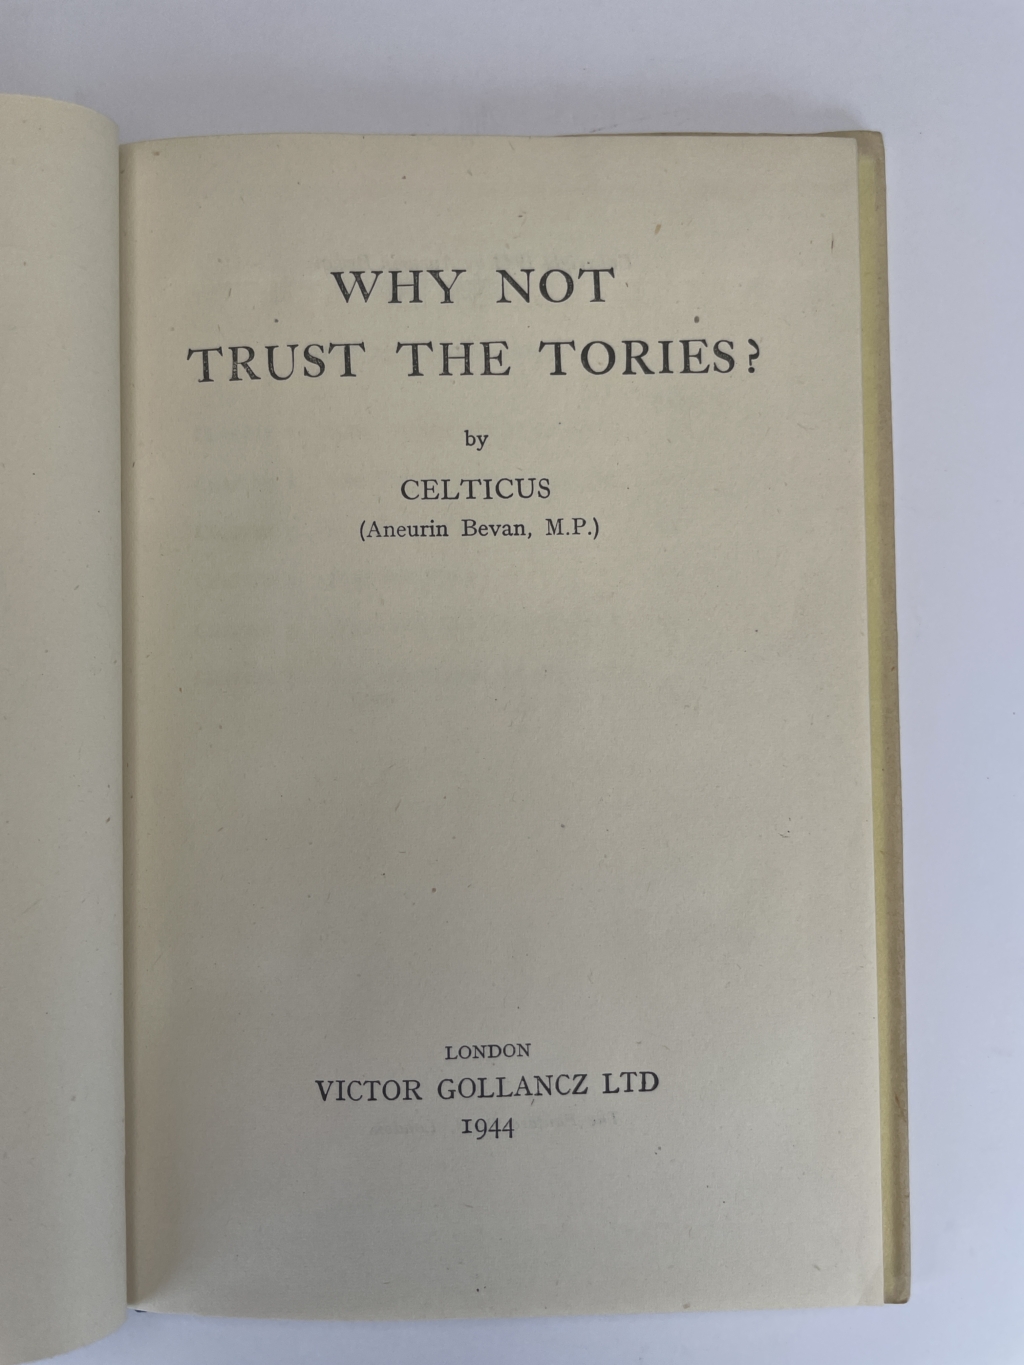 WHY NOT
TRUST THE TORIES?
by
CELTICUS
(Aneurin Bevan, M.P.)
LONDON
VICTOR GOLLANCZ LTD
1944